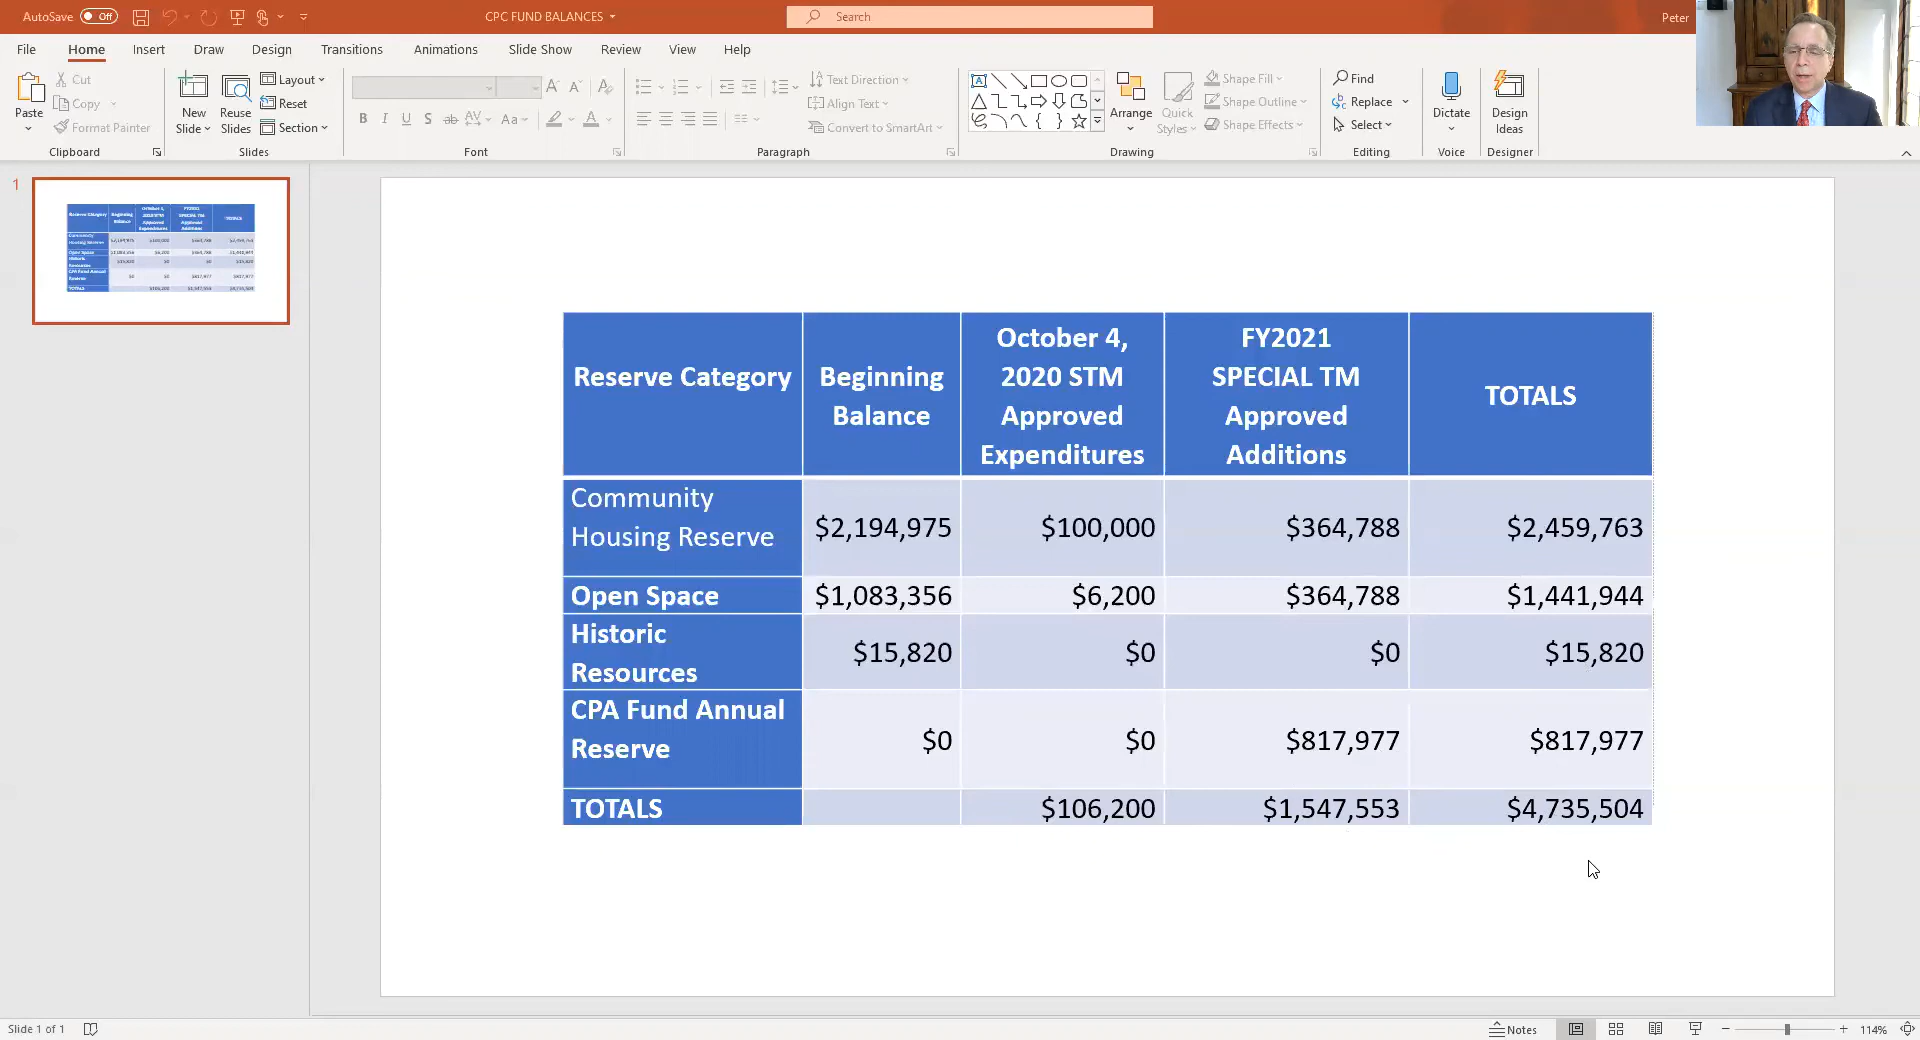 AutoSave Off
CPC FUND BALANCES
Search
Peter
File Home Insert Draw Design Transitions Animations Slide Show Review View Help
Paste
Cut
Copy
Format Painter
Clipboard
New
Slide
Reuse
Slides
Layout
Reset
Section
Slides
B I U S ab AV Aa A
Font
Text Direction
Align Text
Convert to SmartArt
Paragraph
Arrange
Quick
Styles
Shape Fill
Shape Outline
Shape Effects
Drawing
Find
Replace
Select
Editing
Dictate
Voice
Design
Ideas
Designer
1
Reserve Category
Beginning
Balance
October 4,
2020 STM
Approved
Expenditures
FY2021
SPECIAL TM
Approved
Additions
TOTALS
Community
Housing Reserve
$2,194,975 $100,000 $364,788 $2,459,763
Open Space $1,083,356 $6,200 $364,788 $1,441,944
Historic
Resources
$15,820 $0 $0 $15,820
CPA Fund Annual
Reserve
$0 $0 $817,977 $817,977
TOTALS $106,200 $1,547,553 $4,735,504
Slide 1 of 1
Notes
114%